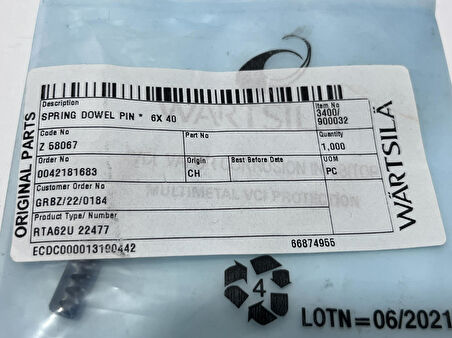 ORIGINAL PARTS
Description
SPRING DOWEL PIN * 6X 40
Item No
3400/
900032
Code No
Z 58067
Part No
Quantity
1,000
Order No
0042181683
Origin
CH
Best Before Date
UOM
PC
Customer Order No
GRBZ/22/0184
Product Type/ Number
RTA62U 22477
ECDC000013190442
66874955
WÄRTSILÄ
WÄRTSILÄ
MULTIMETAL VCI PROTECTION
4
LOTN = 06/2021